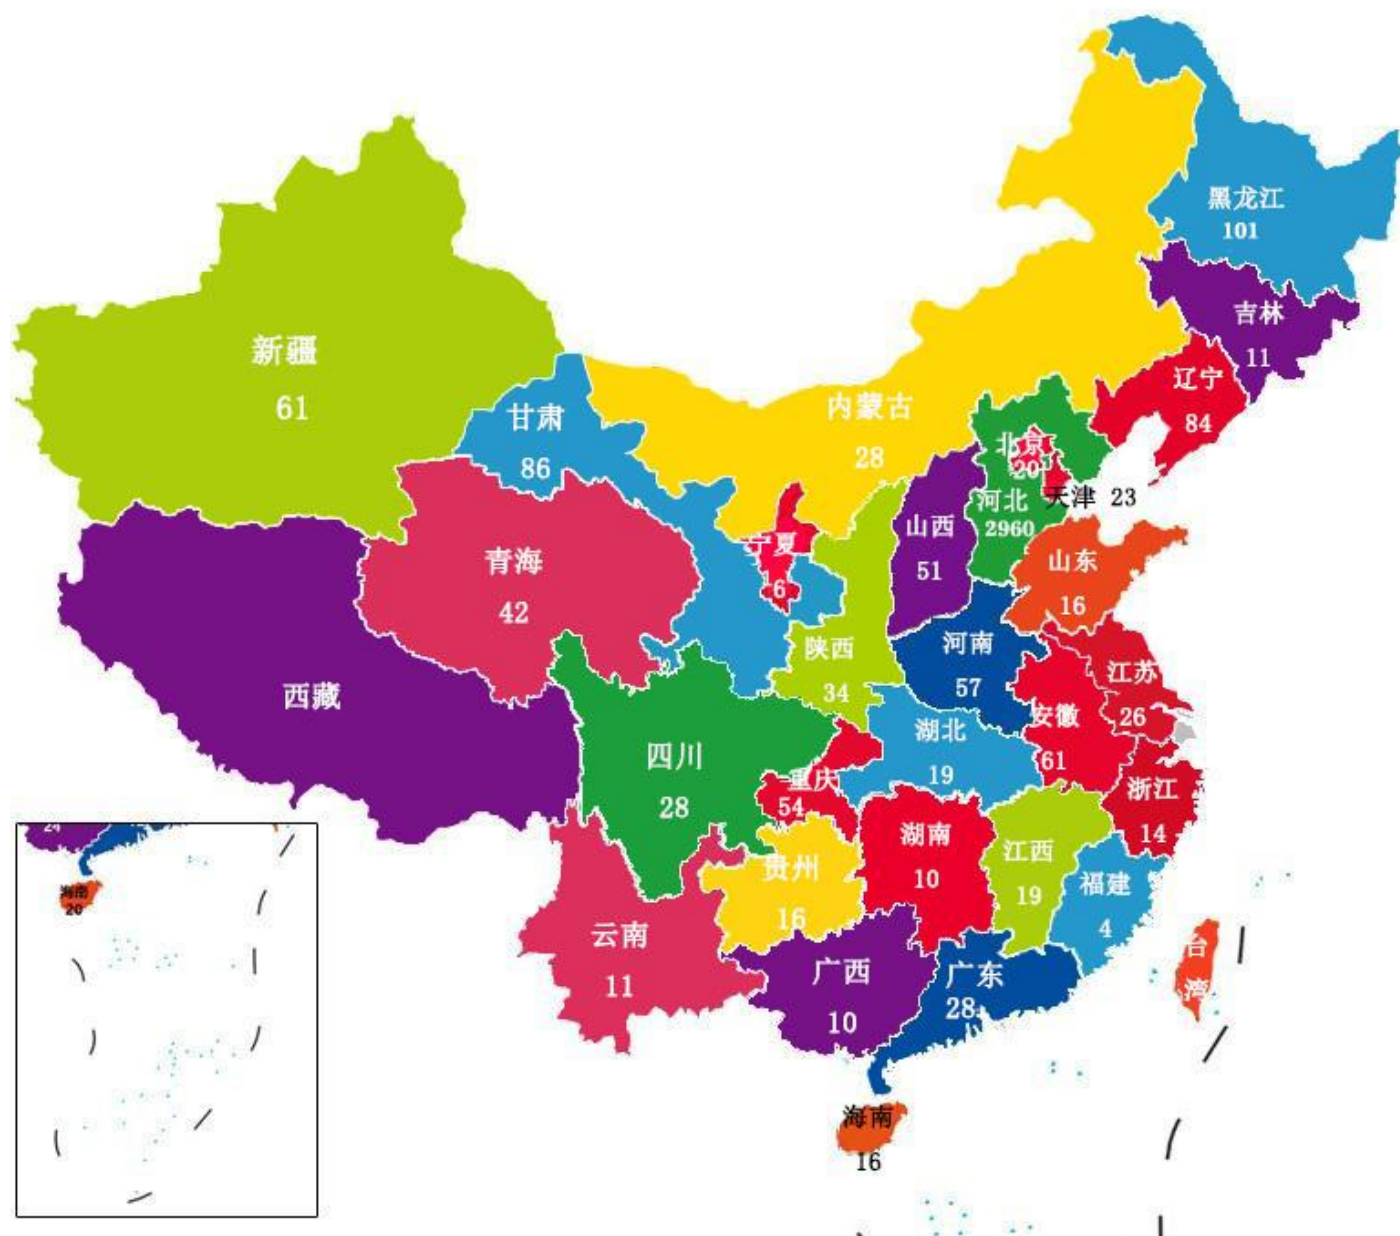 黑龙江
101
吉林
11
辽宁
84
新疆
61
甘肃
86
内蒙古
28
北京
20
天津 23
河北
2960
山西
51
宁夏
6
山东
16
青海
42
陕西
34
河南
57
江苏
26
西藏
安徽
61
湖北
19
四川
28
重庆
54
浙江
14
湖南
10
江西
19
贵州
16
福建
4
云南
11
广西
10
广东
28
台
湾
海南
16
24
海南
20